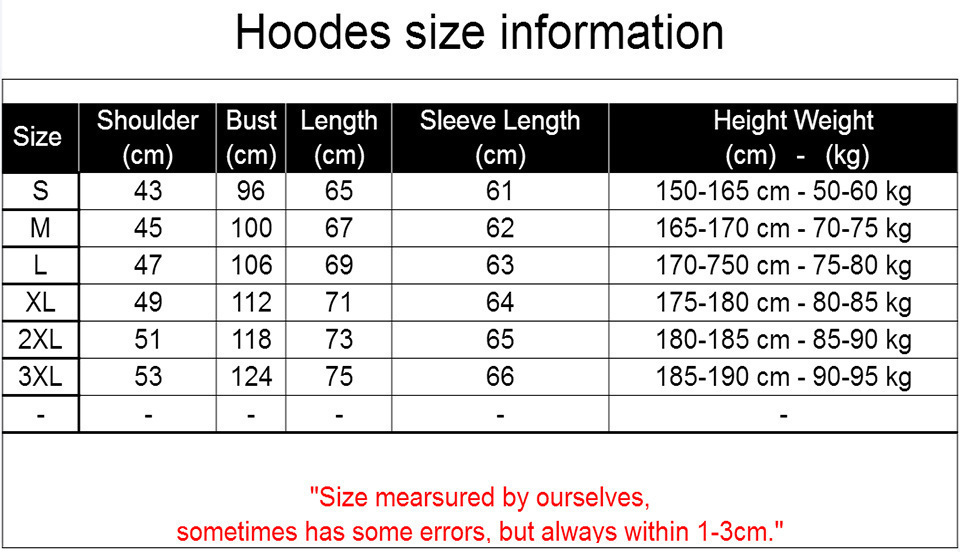 Hoodes size information
Size Shoulder (cm) Bust (cm) Length (cm) Sleeve Length (cm) Height Weight (cm) - (kg)
S 43 96 65 61 150-165 cm - 50-60 kg
M 45 100 67 62 165-170 cm - 70-75 kg
L 47 106 69 63 170-750 cm - 75-80 kg
XL 49 112 71 64 175-180 cm - 80-85 kg
2XL 51 118 73 65 180-185 cm - 85-90 kg
3XL 53 124 75 66 185-190 cm - 90-95 kg
- - - - - -
"Size mearsured by ourselves,
sometimes has some errors, but always within 1-3cm."